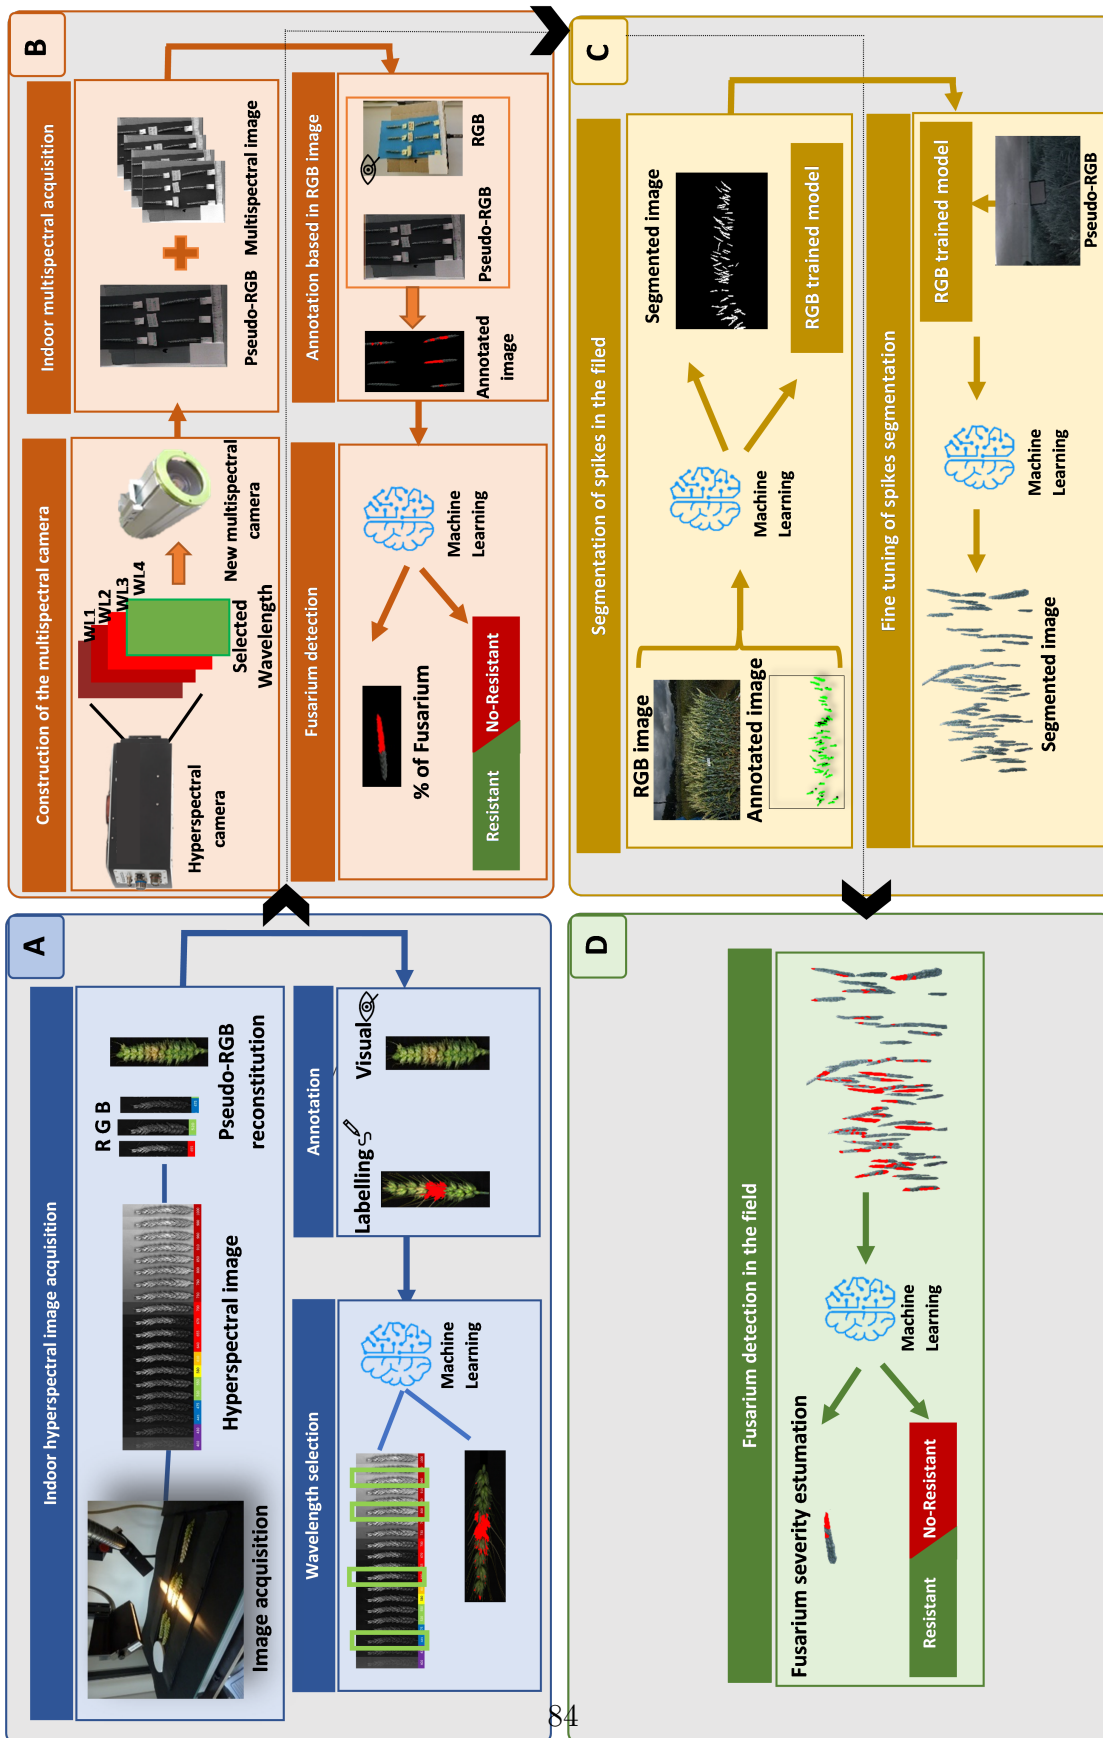 A
Indoor hyperspectral image acquisition
Image acquisition
Hyperspectral image
R G B
Pseudo-RGB
reconstitution
Annotation
Labelling
Visual
Wavelength selection
Machine
Learning
B
Construction of the multispectral camera
Hyperspectral
camera
WL1
WL2
WL3
WL4
Selected
Wavelength
New multispectral
camera
Indoor multispectral acquisition
Pseudo-RGB
Multispectral image
Annotation based in RGB image
RGB
Pseudo-RGB
Annotated
image
Fusarium detection
Machine
Learning
% of Fusarium
Resistant
No-Resistant
C
Segmentation of spikes in the filed
RGB image
Annotated image
Machine
Learning
Segmented image
RGB trained model
Fine tuning of spikes segmentation
RGB trained model
Pseudo-RGB
Machine
Learning
Segmented image
D
Fusarium detection in the field
Machine
Learning
Fusarium severity estumation
Resistant
No-Resistant
84